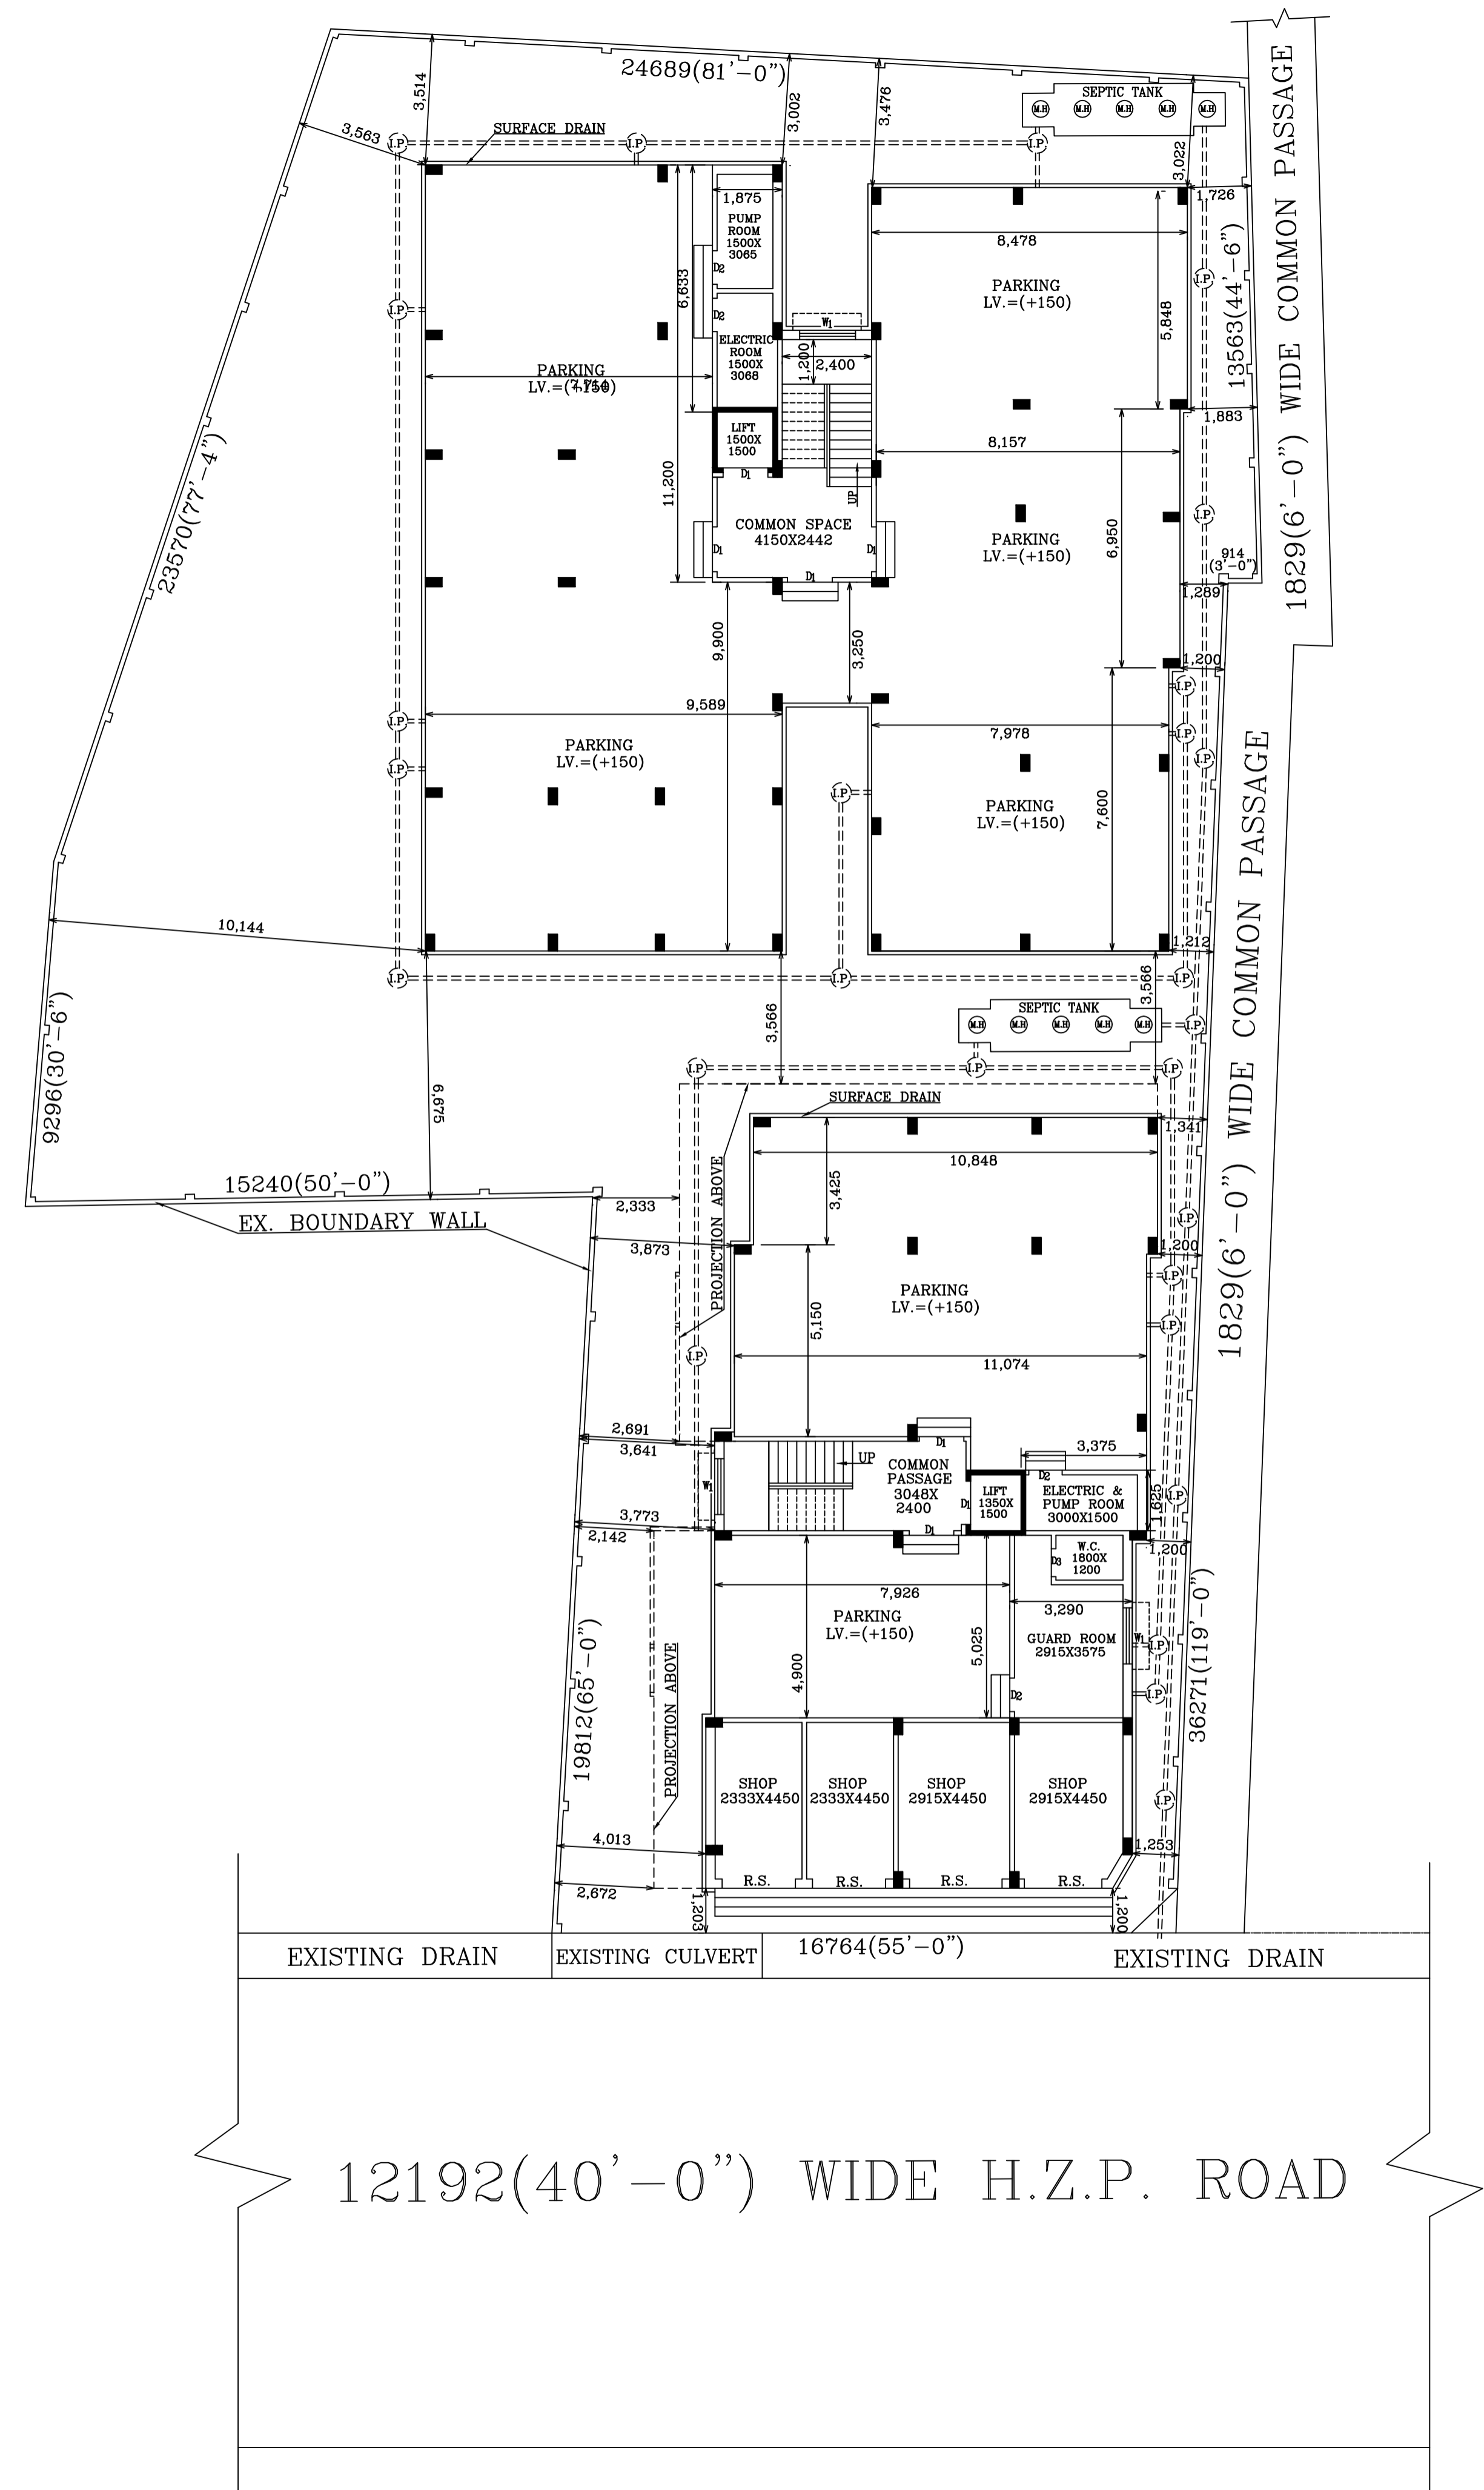 24689(81'-0")
3,514
3,002
3,476
SEPTIC TANK
M.H
M.H
M.H
M.H
M.H
3,563
SURFACE DRAIN
I.P
I.P
I.P
3,022
1,726
1829(6'-0") WIDE COMMON PASSAGE
1,875
PUMP
ROOM
1500X
3065
8,478
13563(44'-6")
D2
6,633
I.P
PARKING
LV.=(+150)
5,848
I.P
D2
W1
ELECTRIC
ROOM
1500X
3068
1,200
2,400
PARKING
LV.=(+150)
23570(77'-4")
1,883
LIFT
1500X
1500
8,157
D1
11,200
UP
I.P
COMMON SPACE
4150X2442
PARKING
LV.=(+150)
6,950
D1
D1
D1
914
(3'-0")
1,289
9,900
3,250
1,200
I.P
9,589
I.P
7,978
I.P
PARKING
LV.=(+150)
I.P
I.P
I.P
PARKING
LV.=(+150)
7,600
1829(6'-0") WIDE COMMON PASSAGE
10,144
1,212
I.P
I.P
I.P
3,566
3,566
9296(30'-6")
SEPTIC TANK
M.H
M.H
M.H
M.H
M.H
I.P
I.P
I.P
I.P
6,675
SURFACE DRAIN
1,341
10,848
3,425
15240(50'-0")
EX. BOUNDARY WALL
2,333
PROJECTION ABOVE
I.P
3,873
1,200
I.P
PARKING
LV.=(+150)
5,150
I.P
I.P
11,074
2,691
3,641
3,375
D1
UP
COMMON
PASSAGE
3048X
2400
D2
W1
LIFT
1350X
1500
ELECTRIC &
PUMP ROOM
3000X1500
1,625
I.P
D1
3,773
2,142
D1
1,200
W.C.
1800X
1200
D3
7,926
3,290
PARKING
LV.=(+150)
GUARD ROOM
2915X3575
W1
I.P
4,900
5,025
D2
I.P
PROJECTION ABOVE
19812(65'-0")
36271(119'-0")
SHOP
2333X4450
SHOP
2333X4450
SHOP
2915X4450
SHOP
2915X4450
I.P
4,013
1,253
2,672
R.S.
R.S.
R.S.
R.S.
1,203
1,200
EXISTING DRAIN
EXISTING CULVERT
16764(55'-0")
EXISTING DRAIN
12192(40'-0") WIDE H.Z.P. ROAD